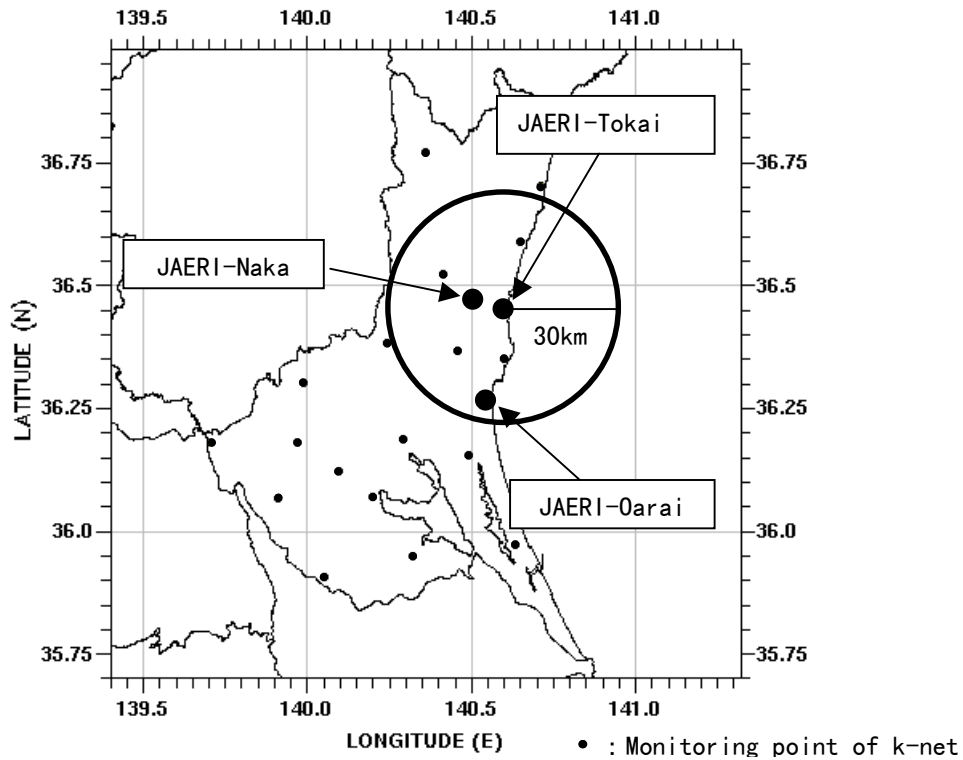 139.5 140.0 140.5 141.0
JAERI-Tokai
36.75 36.75
JAERI-Naka
36.5 36.5
30km
LATITUDE (N)
36.25 36.25
JAERI-Oarai
36.0 36.0
35.75 35.75
139.5 140.0 140.5 141.0
LONGITUDE (E)
● : Monitoring point of k-net